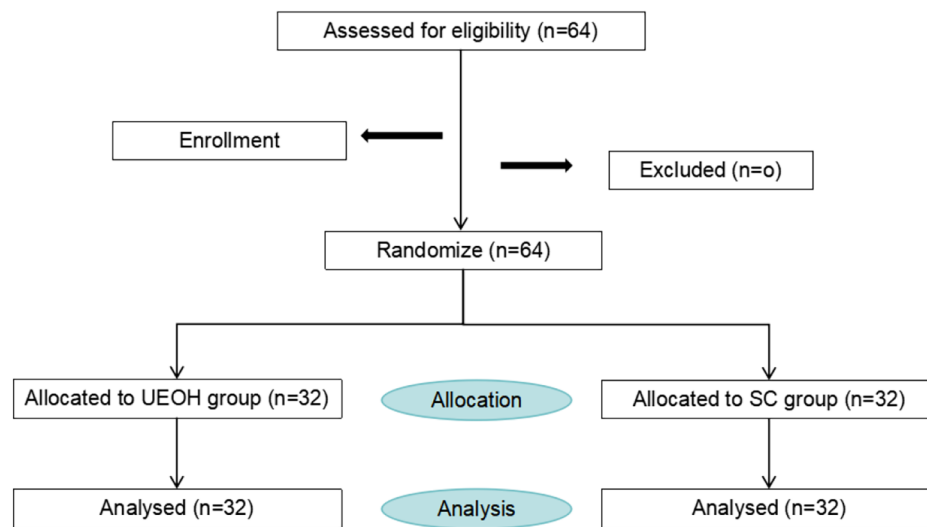 Assessed for eligibility (n=64)
Enrollment
Excluded (n=o)
Randomize (n=64)
Allocated to UEOH group (n=32)
Allocation
Allocated to SC group (n=32)
Analysed (n=32)
Analysis
Analysed (n=32)